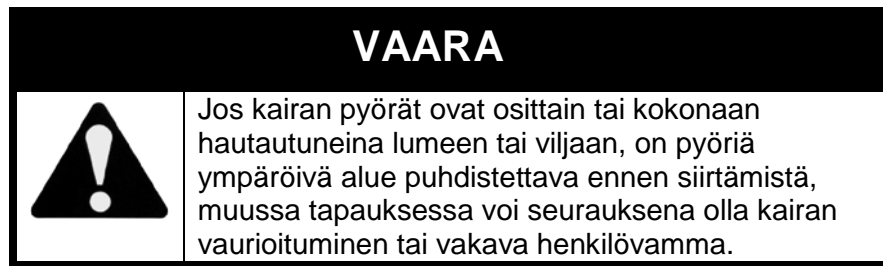 VAARA
Jos kairan pyörät ovat osittain tai kokonaan
hautautuneina lumeen tai viljaan, on pyöriä
ympäröivä alue puhdistettava ennen siirtämistä,
muussa tapauksessa voi seurauksena olla kairan
vaurioituminen tai vakava henkilövamma.